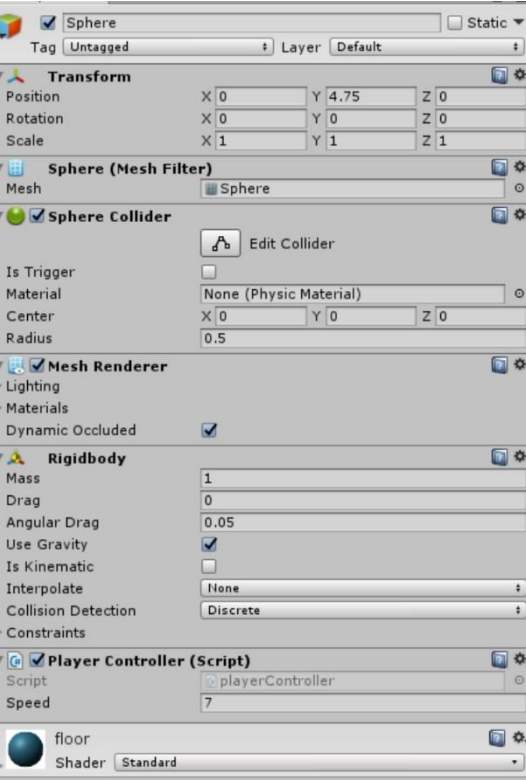 Sphere Static
Tag Untagged Layer Default
Transform
Position X 0 Y 4.75 Z 0
Rotation X 0 Y 0 Z 0
Scale X 1 Y 1 Z 1
Sphere (Mesh Filter)
Mesh Sphere
Sphere Collider
Edit Collider
Is Trigger
Material None (Physic Material)
Center X 0 Y 0 Z 0
Radius 0.5
Mesh Renderer
Lighting
Materials
Dynamic Occluded
Rigidbody
Mass 1
Drag 0
Angular Drag 0.05
Use Gravity
Is Kinematic
Interpolate None
Collision Detection Discrete
Constraints
Player Controller (Script)
Script playerController
Speed 7
floor
Shader Standard